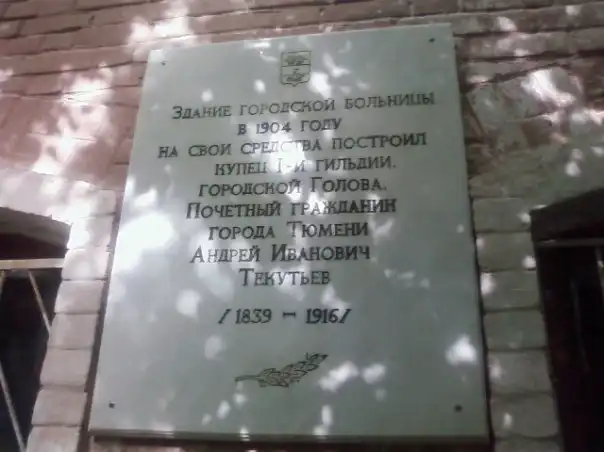 Здание городской больницы
в 1904 году
на свои средства построил
купец I-й гильдии.
городской Голова.
Почетный гражданин
города Тюмени
Андрей Иванович
Текутьев
/1839 – 1916/